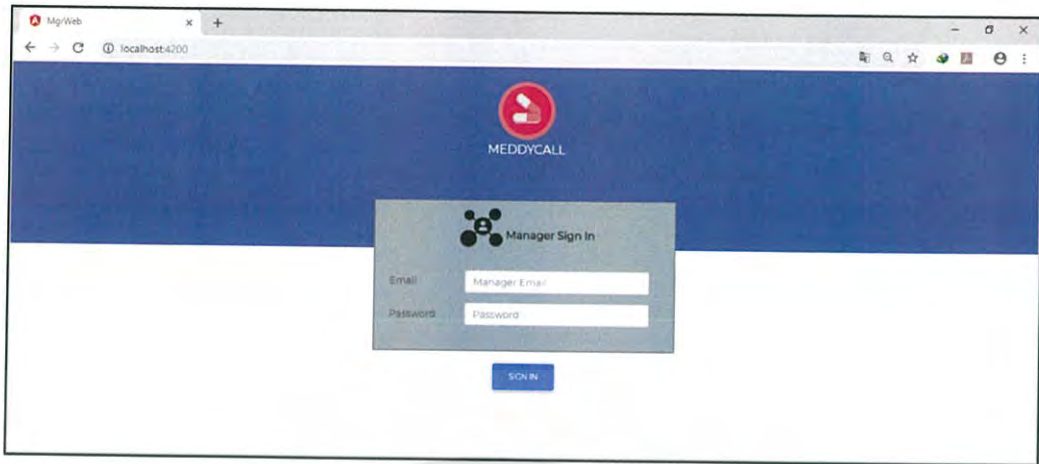 MgrWeb
localhost:4200
MEDDYCALL
Manager Sign In
Email Manager Email
Password Password
SIGN IN